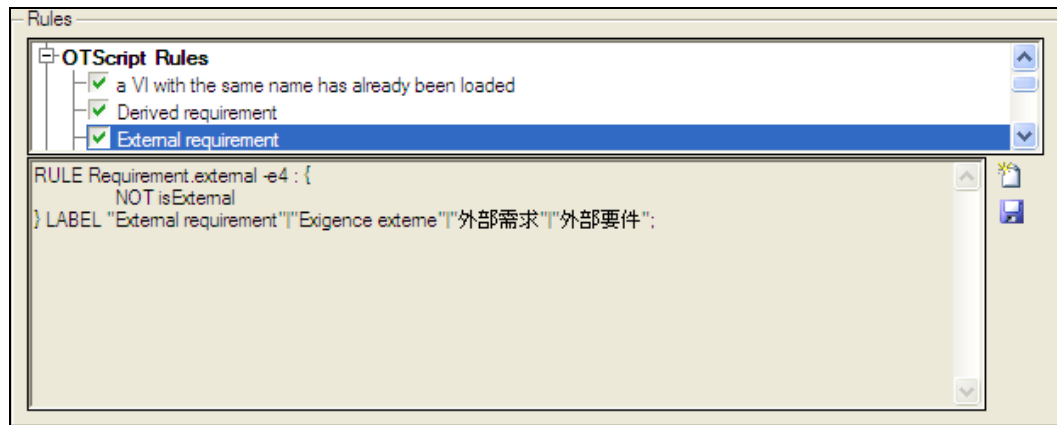 Rules
OTScript Rules
a VI with the same name has already been loaded
Derived requirement
External requirement
RULE Requirement.external -e4 : {
NOT isExternal
} LABEL "External requirement"|"Exigence externe"|"外部需求"|"外部要件";